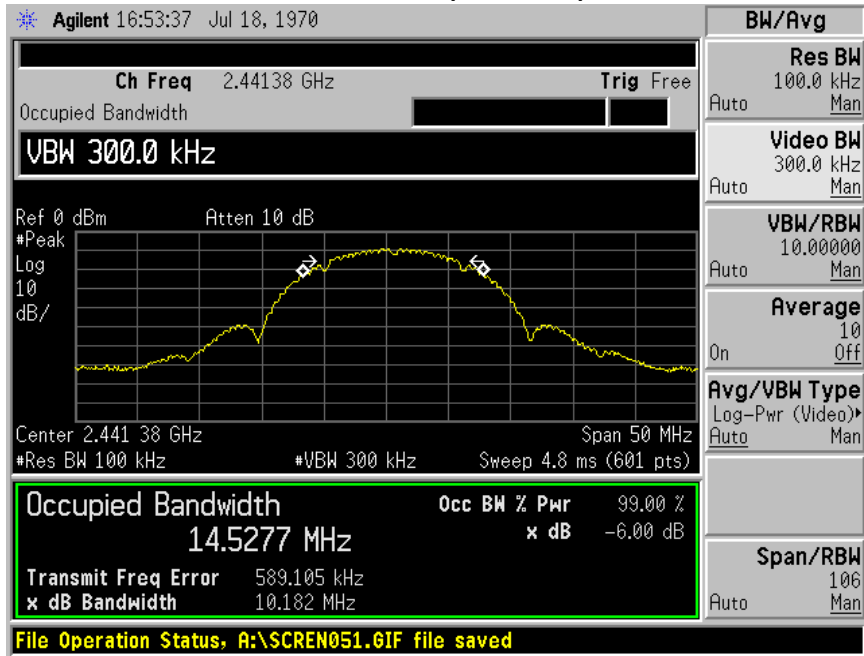 Agilent 16:53:37 Jul 18, 1970
BW/Avg
Ch Freq 2.44138 GHz Trig Free
Occupied Bandwidth
VBW 300.0 kHz
Ref 0 dBm Atten 10 dB
#Peak
Log
10
dB/
Center 2.441 38 GHz Span 50 MHz
#Res BW 100 kHz #VBW 300 kHz Sweep 4.8 ms (601 pts)
Occupied Bandwidth
14.5277 MHz
Occ BW % Pwr 99.00 %
x dB -6.00 dB
Transmit Freq Error 589.105 kHz
x dB Bandwidth 10.182 MHz
File Operation Status, A:\SCREN051.GIF file saved
Res BW
100.0 kHz
Auto Man
Video BW
300.0 kHz
Auto Man
VBW/RBW
10.00000
Auto Man
Average
10
On Off
Avg/VBW Type
Log-Pwr (Video)
Auto Man
Span/RBW
106
Auto Man